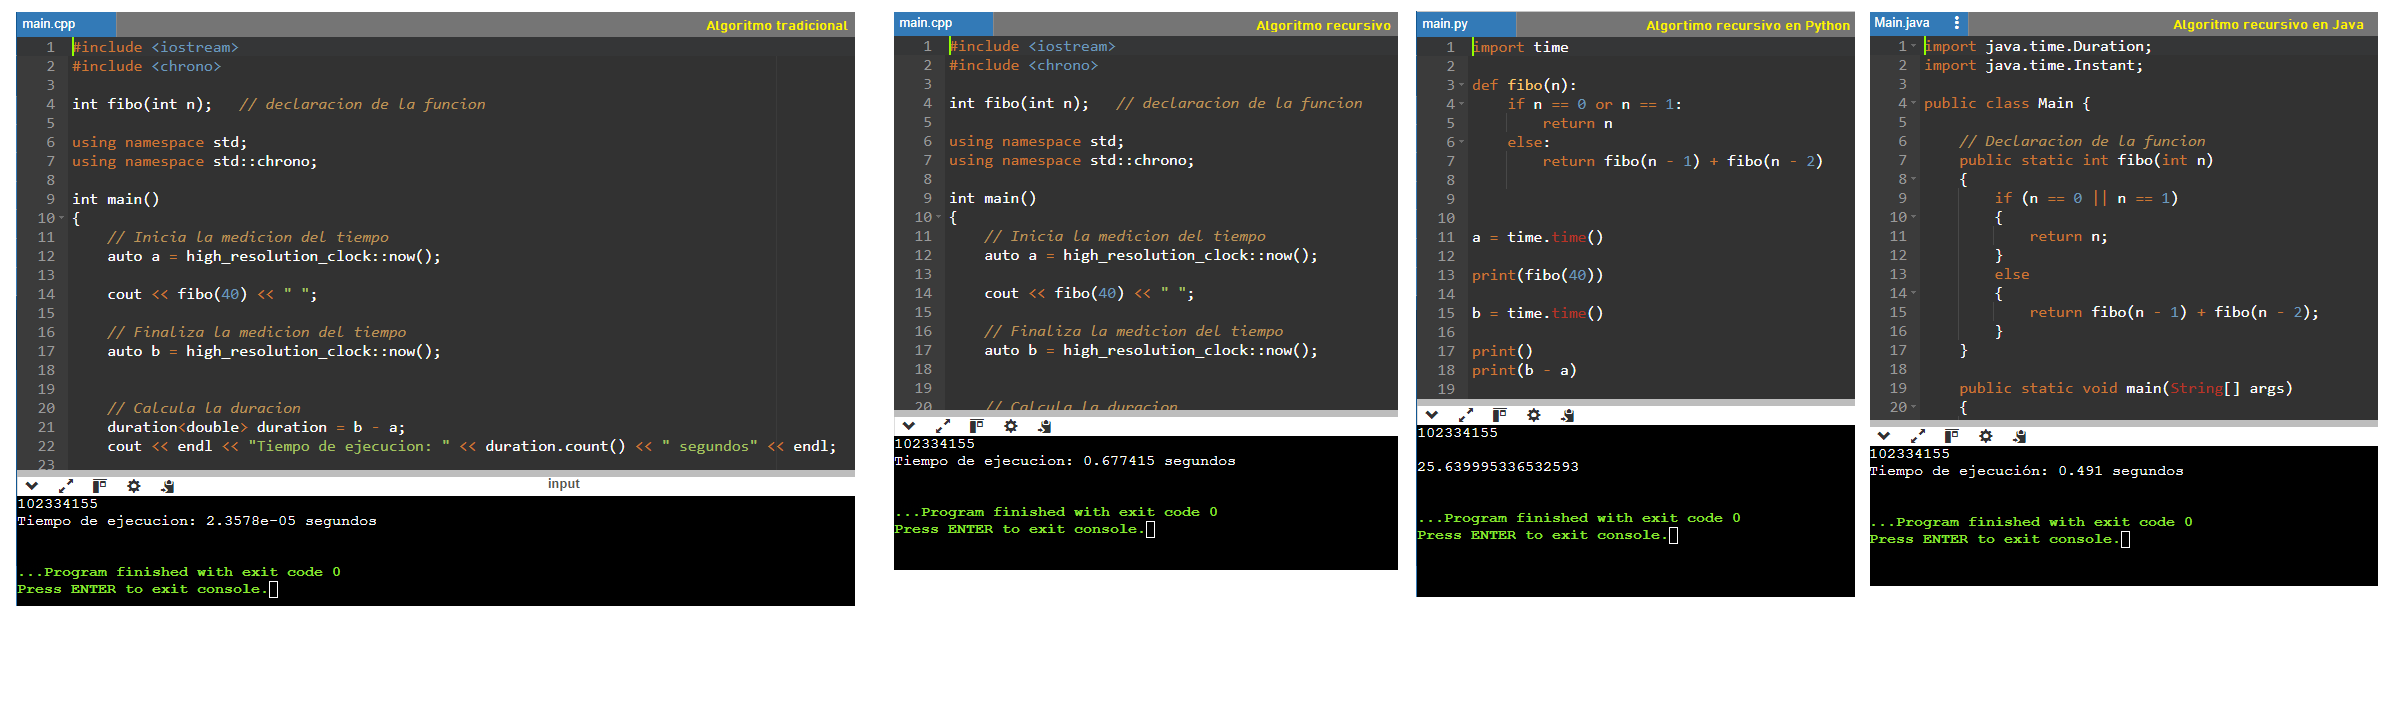 main.cpp
Algoritmo tradicional
1 #include <iostream>
2 #include <chrono>
3
4 int fibo(int n);   // declaracion de la funcion
5
6 using namespace std;
7 using namespace std::chrono;
8
9 int main()
10 {
11     // Inicia la medicion del tiempo
12     auto a = high_resolution_clock::now();
13
14     cout << fibo(40) << " ";
15
16     // Finaliza la medicion del tiempo
17     auto b = high_resolution_clock::now();
18
19
20     // Calcula la duracion
21     duration<double> duration = b - a;
22     cout << endl << "Tiempo de ejecucion: " << duration.count() << " segundos" << endl;
23
input
102334155
Tiempo de ejecucion: 2.3578e-05 segundos
...Program finished with exit code 0
Press ENTER to exit console.
main.cpp
Algoritmo recursivo
1 #include <iostream>
2 #include <chrono>
3
4 int fibo(int n);   // declaracion de la funcion
5
6 using namespace std;
7 using namespace std::chrono;
8
9 int main()
10 {
11     // Inicia la medicion del tiempo
12     auto a = high_resolution_clock::now();
13
14     cout << fibo(40) << " ";
15
16     // Finaliza la medicion del tiempo
17     auto b = high_resolution_clock::now();
18
19
20     // Calcula la duracion
102334155
Tiempo de ejecucion: 0.677415 segundos
...Program finished with exit code 0
Press ENTER to exit console.
main.py
Algortimo recursivo en Python
1 import time
2
3 def fibo(n):
4     if n == 0 or n == 1:
5         return n
6     else:
7         return fibo(n - 1) + fibo(n - 2)
8
9
10
11 a = time.time()
12
13 print(fibo(40))
14
15 b = time.time()
16
17 print()
18 print(b - a)
19
102334155
25.639995336532593
...Program finished with exit code 0
Press ENTER to exit console.
Main.java
Algoritmo recursivo en Java
1 import java.time.Duration;
2 import java.time.Instant;
3
4 public class Main {
5
6     // Declaracion de la funcion
7     public static int fibo(int n)
8     {
9         if (n == 0 || n == 1)
10         {
11             return n;
12         }
13         else
14         {
15             return fibo(n - 1) + fibo(n - 2);
16         }
17     }
18
19     public static void main(String[] args)
20     {
102334155
Tiempo de ejecución: 0.491 segundos
...Program finished with exit code 0
Press ENTER to exit console.